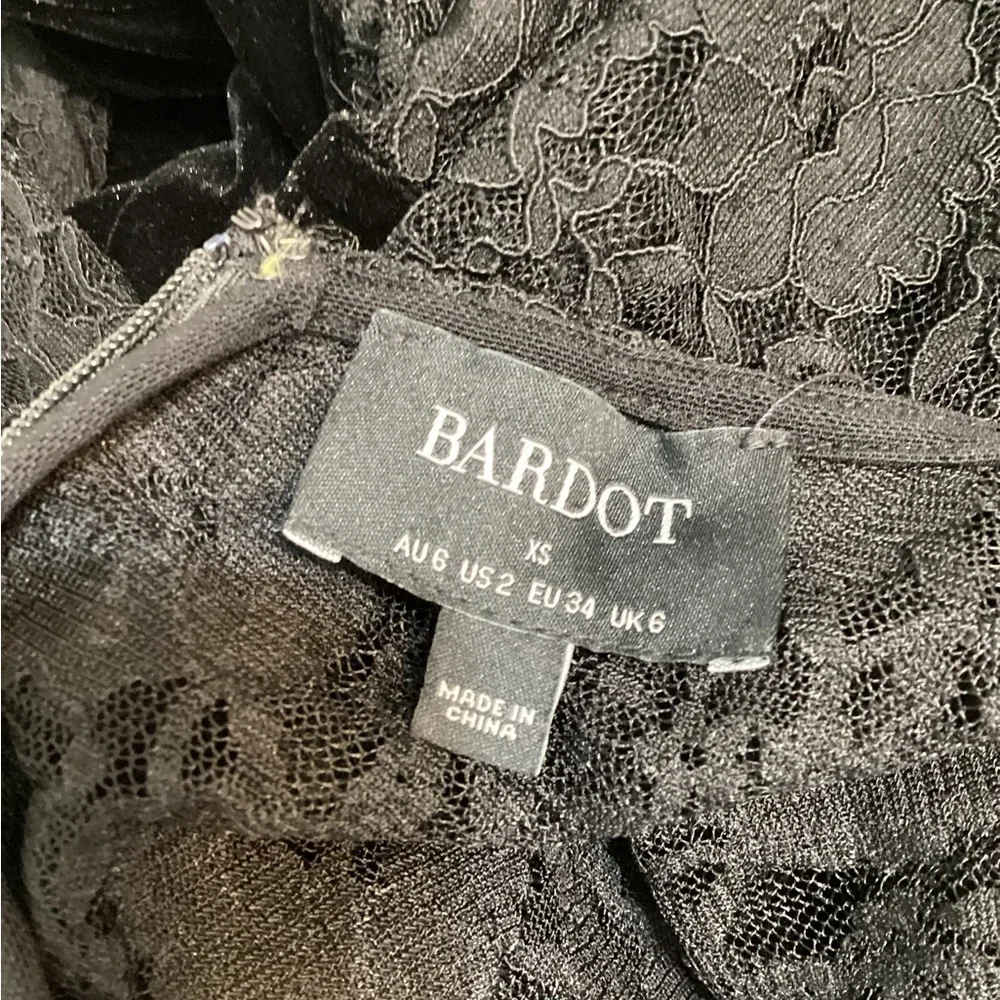 BARDOT
XS
AU 6 US 2 EU 34 UK 6
MADE IN
CHINA